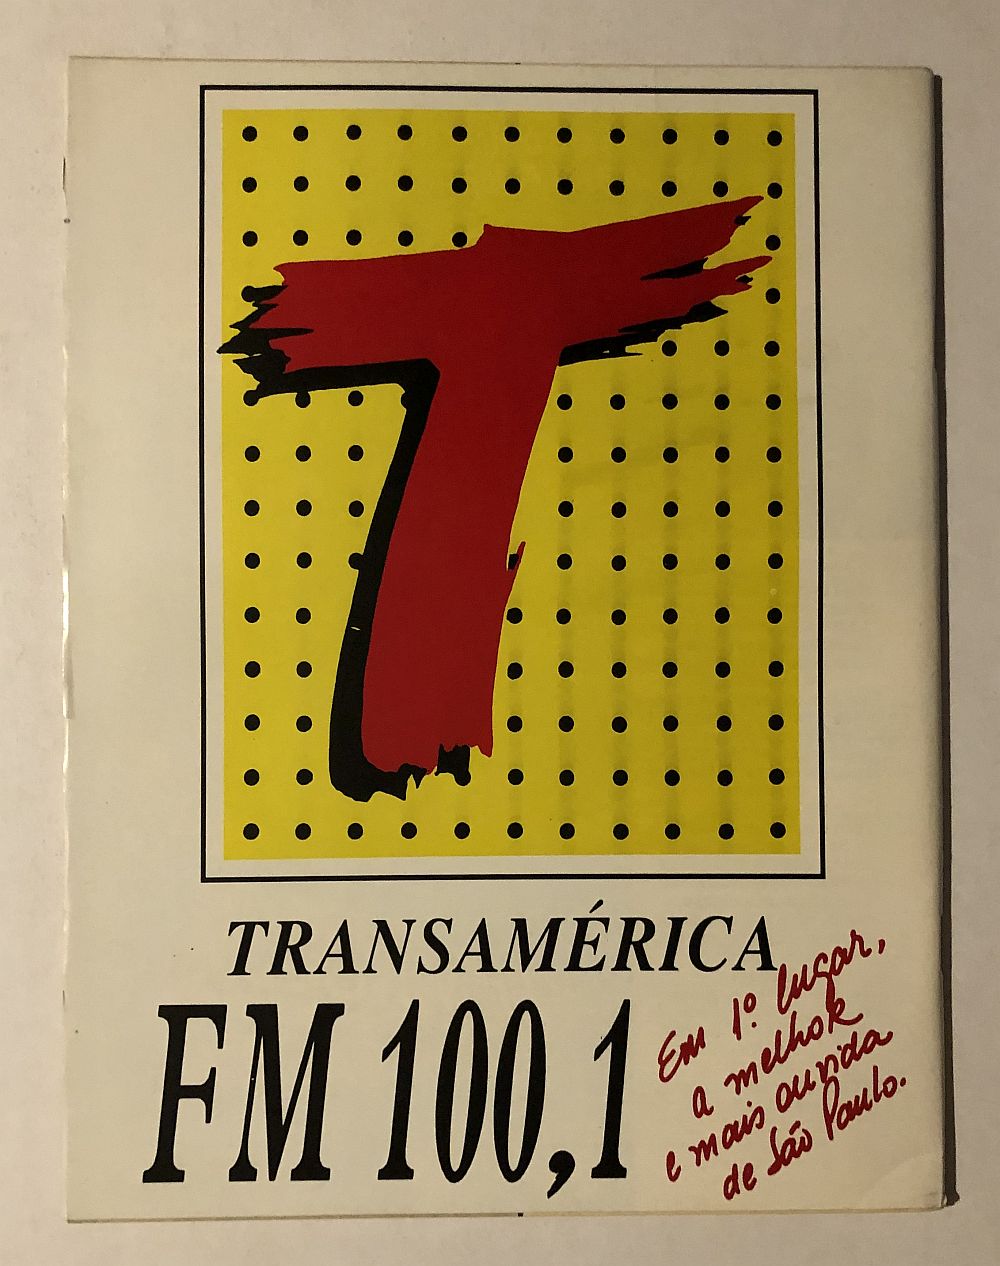 T
TRANSAMÉRICA
FM 100,1
Em 1º lugar,
a melhor
e mais ouvida
de São Paulo.